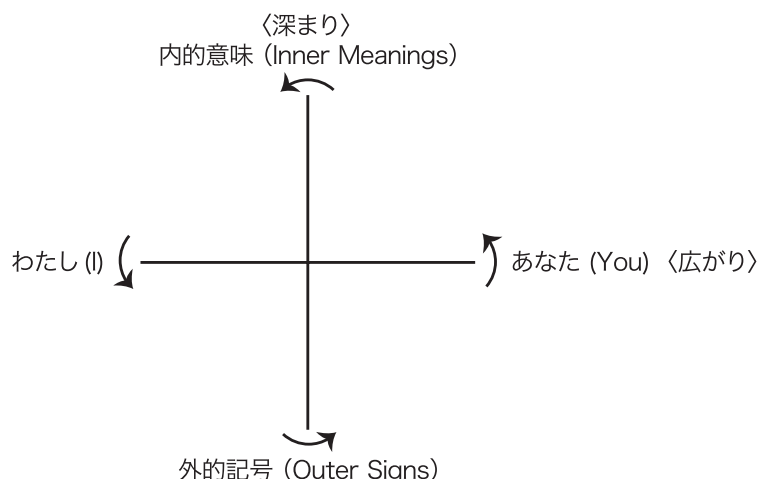 〈深まり〉
内的意味（Inner Meanings）
わたし (I)
あなた (You) 〈広がり〉
外的記号（Outer Signs）